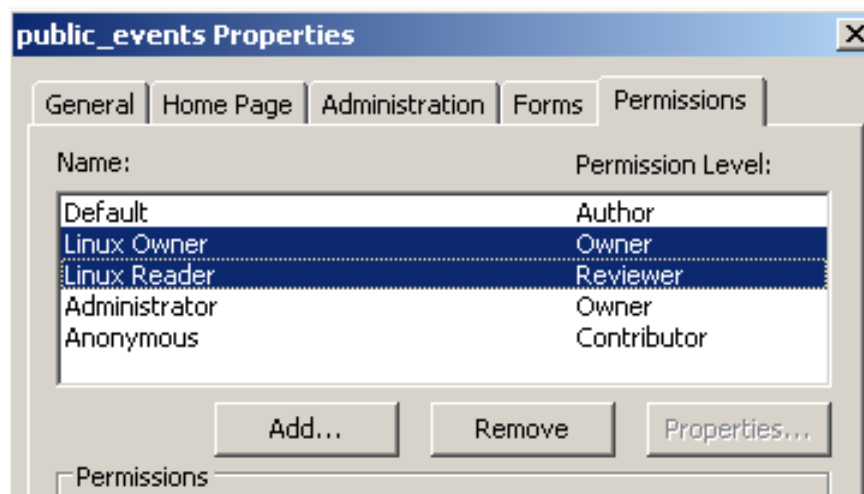 public_events Properties
General Home Page Administration Forms Permissions
Name: Permission Level:
Default Author
Linux Owner Owner
Linux Reader Reviewer
Administrator Owner
Anonymous Contributor
Add... Remove Properties...
Permissions